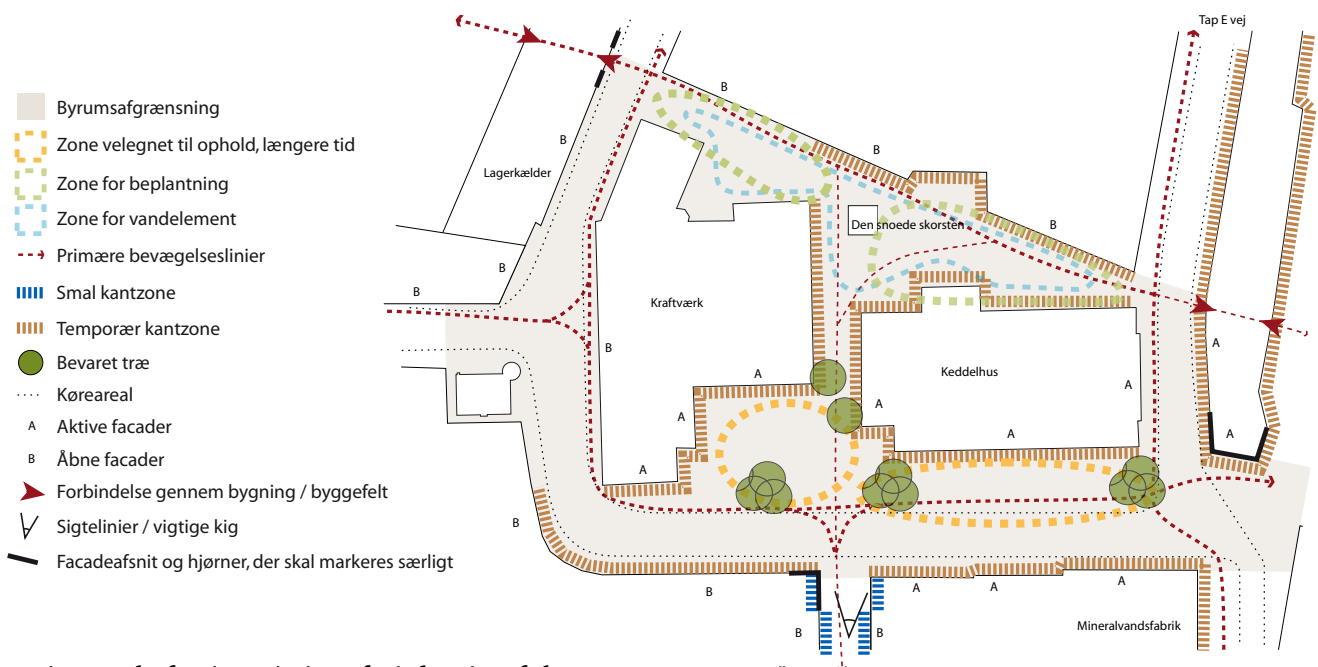 Tap E vej
Byrumsafgrænsning
Zone velegnet til ophold, længere tid
Zone for beplantning
Zone for vandelement
Primære bevægelseslinier
Smal kantzone
Temporær kantzone
Bevaret træ
Køreareal
A Aktive facader
B Åbne facader
Forbindelse gennem bygning / byggefelt
Sigtelinier / vigtige kig
Facadeafsnit og hjørner, der skal markeres særligt
B
B
B
Lagerkælder
Den snoede skorsten
B
B
B
Kraftværk
B
Keddelhus
A
A
A
A
A
A
A
A
B
B
A
A
A
B
B
Mineralvandsfabrik